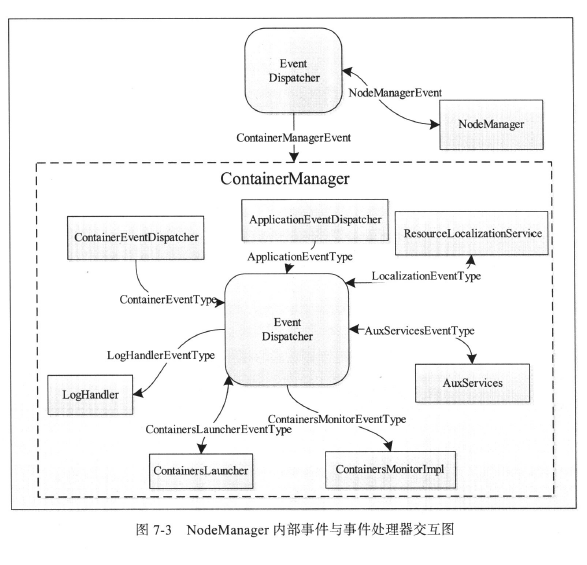 Event
Dispatcher
NodeManagerEvent
NodeManager
ContainerManagerEvent
ContainerManager
ApplicationEventDispatcher
ContainerEventDispatcher
ResourceLocalizationService
ApplicationEventType
LocalizationEventType
ContainerEventType
Event
Dispatcher
AuxServicesEventType
LogHandlerEventType
AuxServices
LogHandler
ContainersMonitorEventType
ContainersLauncherEventType
ContainersLauncher
ContainersMonitorImpl
图 7-3 NodeManager 内部事件与事件处理器交互图